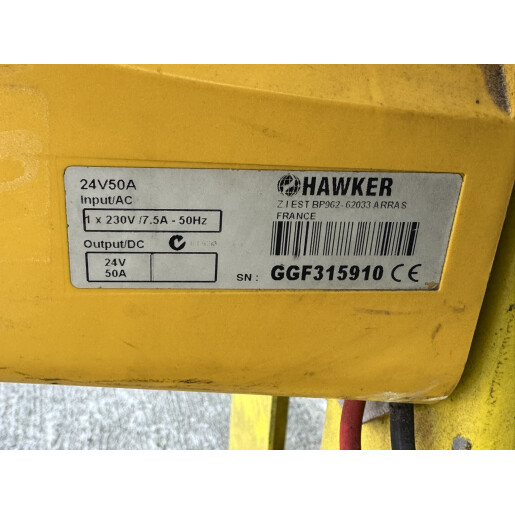 24V50A
Input/AC
1 x 230V /7.5A - 50Hz
Output/DC
24V
50A
HAWKER
Z I EST BP962- 62033 ARRAS
FRANCE
SN : GGF315910 CE